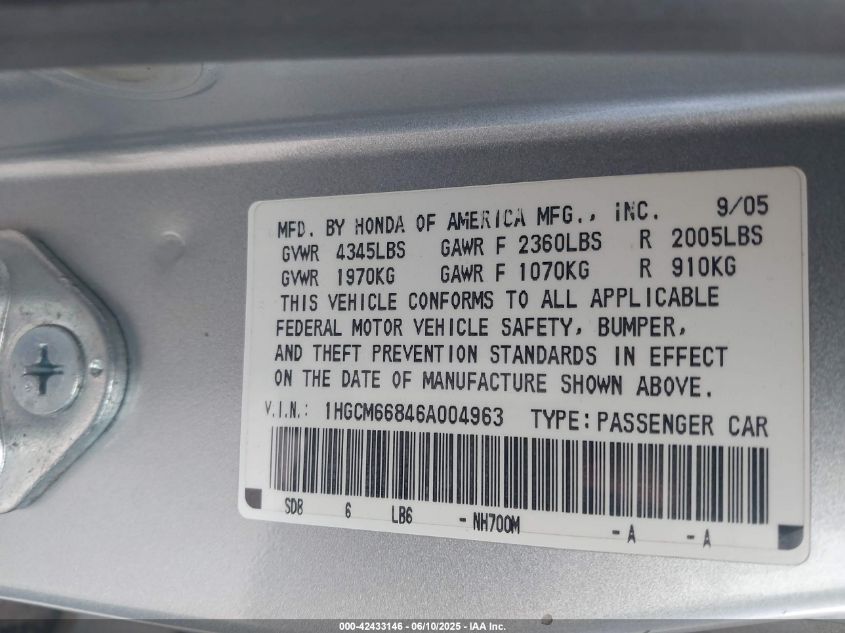 MFD. BY HONDA OF AMERICA MFG., INC. 9/05
GVWR 4345LBS GAWR F 2360LBS R 2005LBS
GVWR 1970KG GAWR F 1070KG R 910KG
THIS VEHICLE CONFORMS TO ALL APPLICABLE
FEDERAL MOTOR VEHICLE SAFETY, BUMPER,
AND THEFT PREVENTION STANDARDS IN EFFECT
ON THE DATE OF MANUFACTURE SHOWN ABOVE.
V.I.N.: 1HGCM66846A004963 TYPE: PASSENGER CAR
SDB 6 LB6 - NH700M - A - A
000-42433146 - 06/10/2025 - IAA Inc.